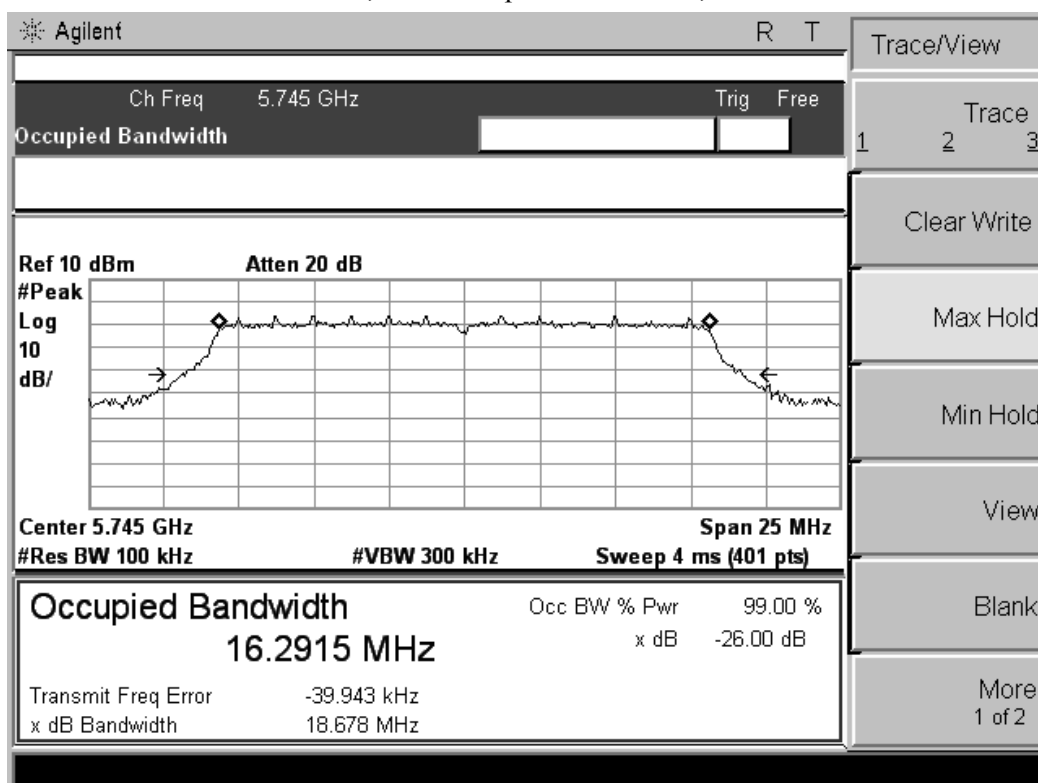 Agilent R T
Trace/View
Ch Freq 5.745 GHz Trig Free
Occupied Bandwidth
Trace
1 2 3
Clear Write
Ref 10 dBm Atten 20 dB
#Peak
Log
10
dB/
Max Hold
Min Hold
View
Center 5.745 GHz Span 25 MHz
#Res BW 100 kHz #VBW 300 kHz Sweep 4 ms (401 pts)
Occupied Bandwidth
16.2915 MHz
Occ BW % Pwr 99.00 %
x dB -26.00 dB
Blank
Transmit Freq Error -39.943 kHz
x dB Bandwidth 18.678 MHz
More
1 of 2